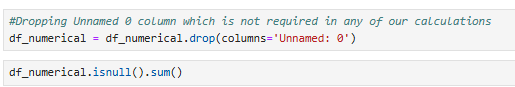 #Dropping Unnamed 0 column which is not required in any of our calculations
df_numerical = df_numerical.drop(columns='Unnamed: 0')
df_numerical.isnull().sum()